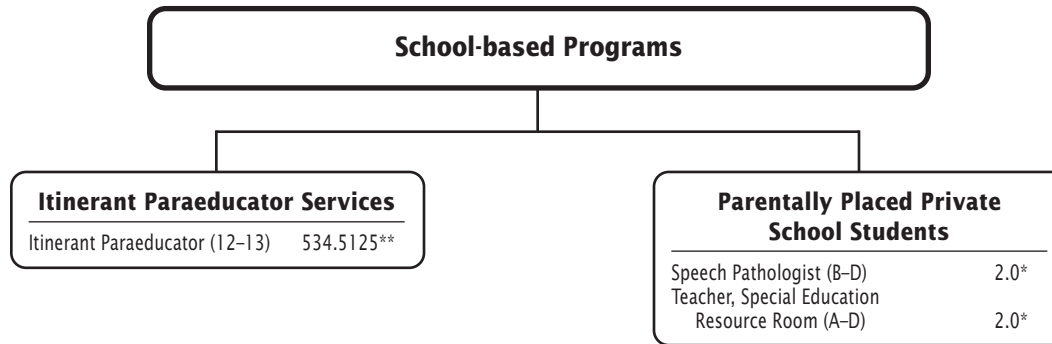 School-based Programs
Itinerant Paraeducator Services
Itinerant Paraeducator (12–13) 534.5125**
Parentally Placed Private
School Students
Speech Pathologist (B–D) 2.0*
Teacher, Special Education
Resource Room (A–D) 2.0*